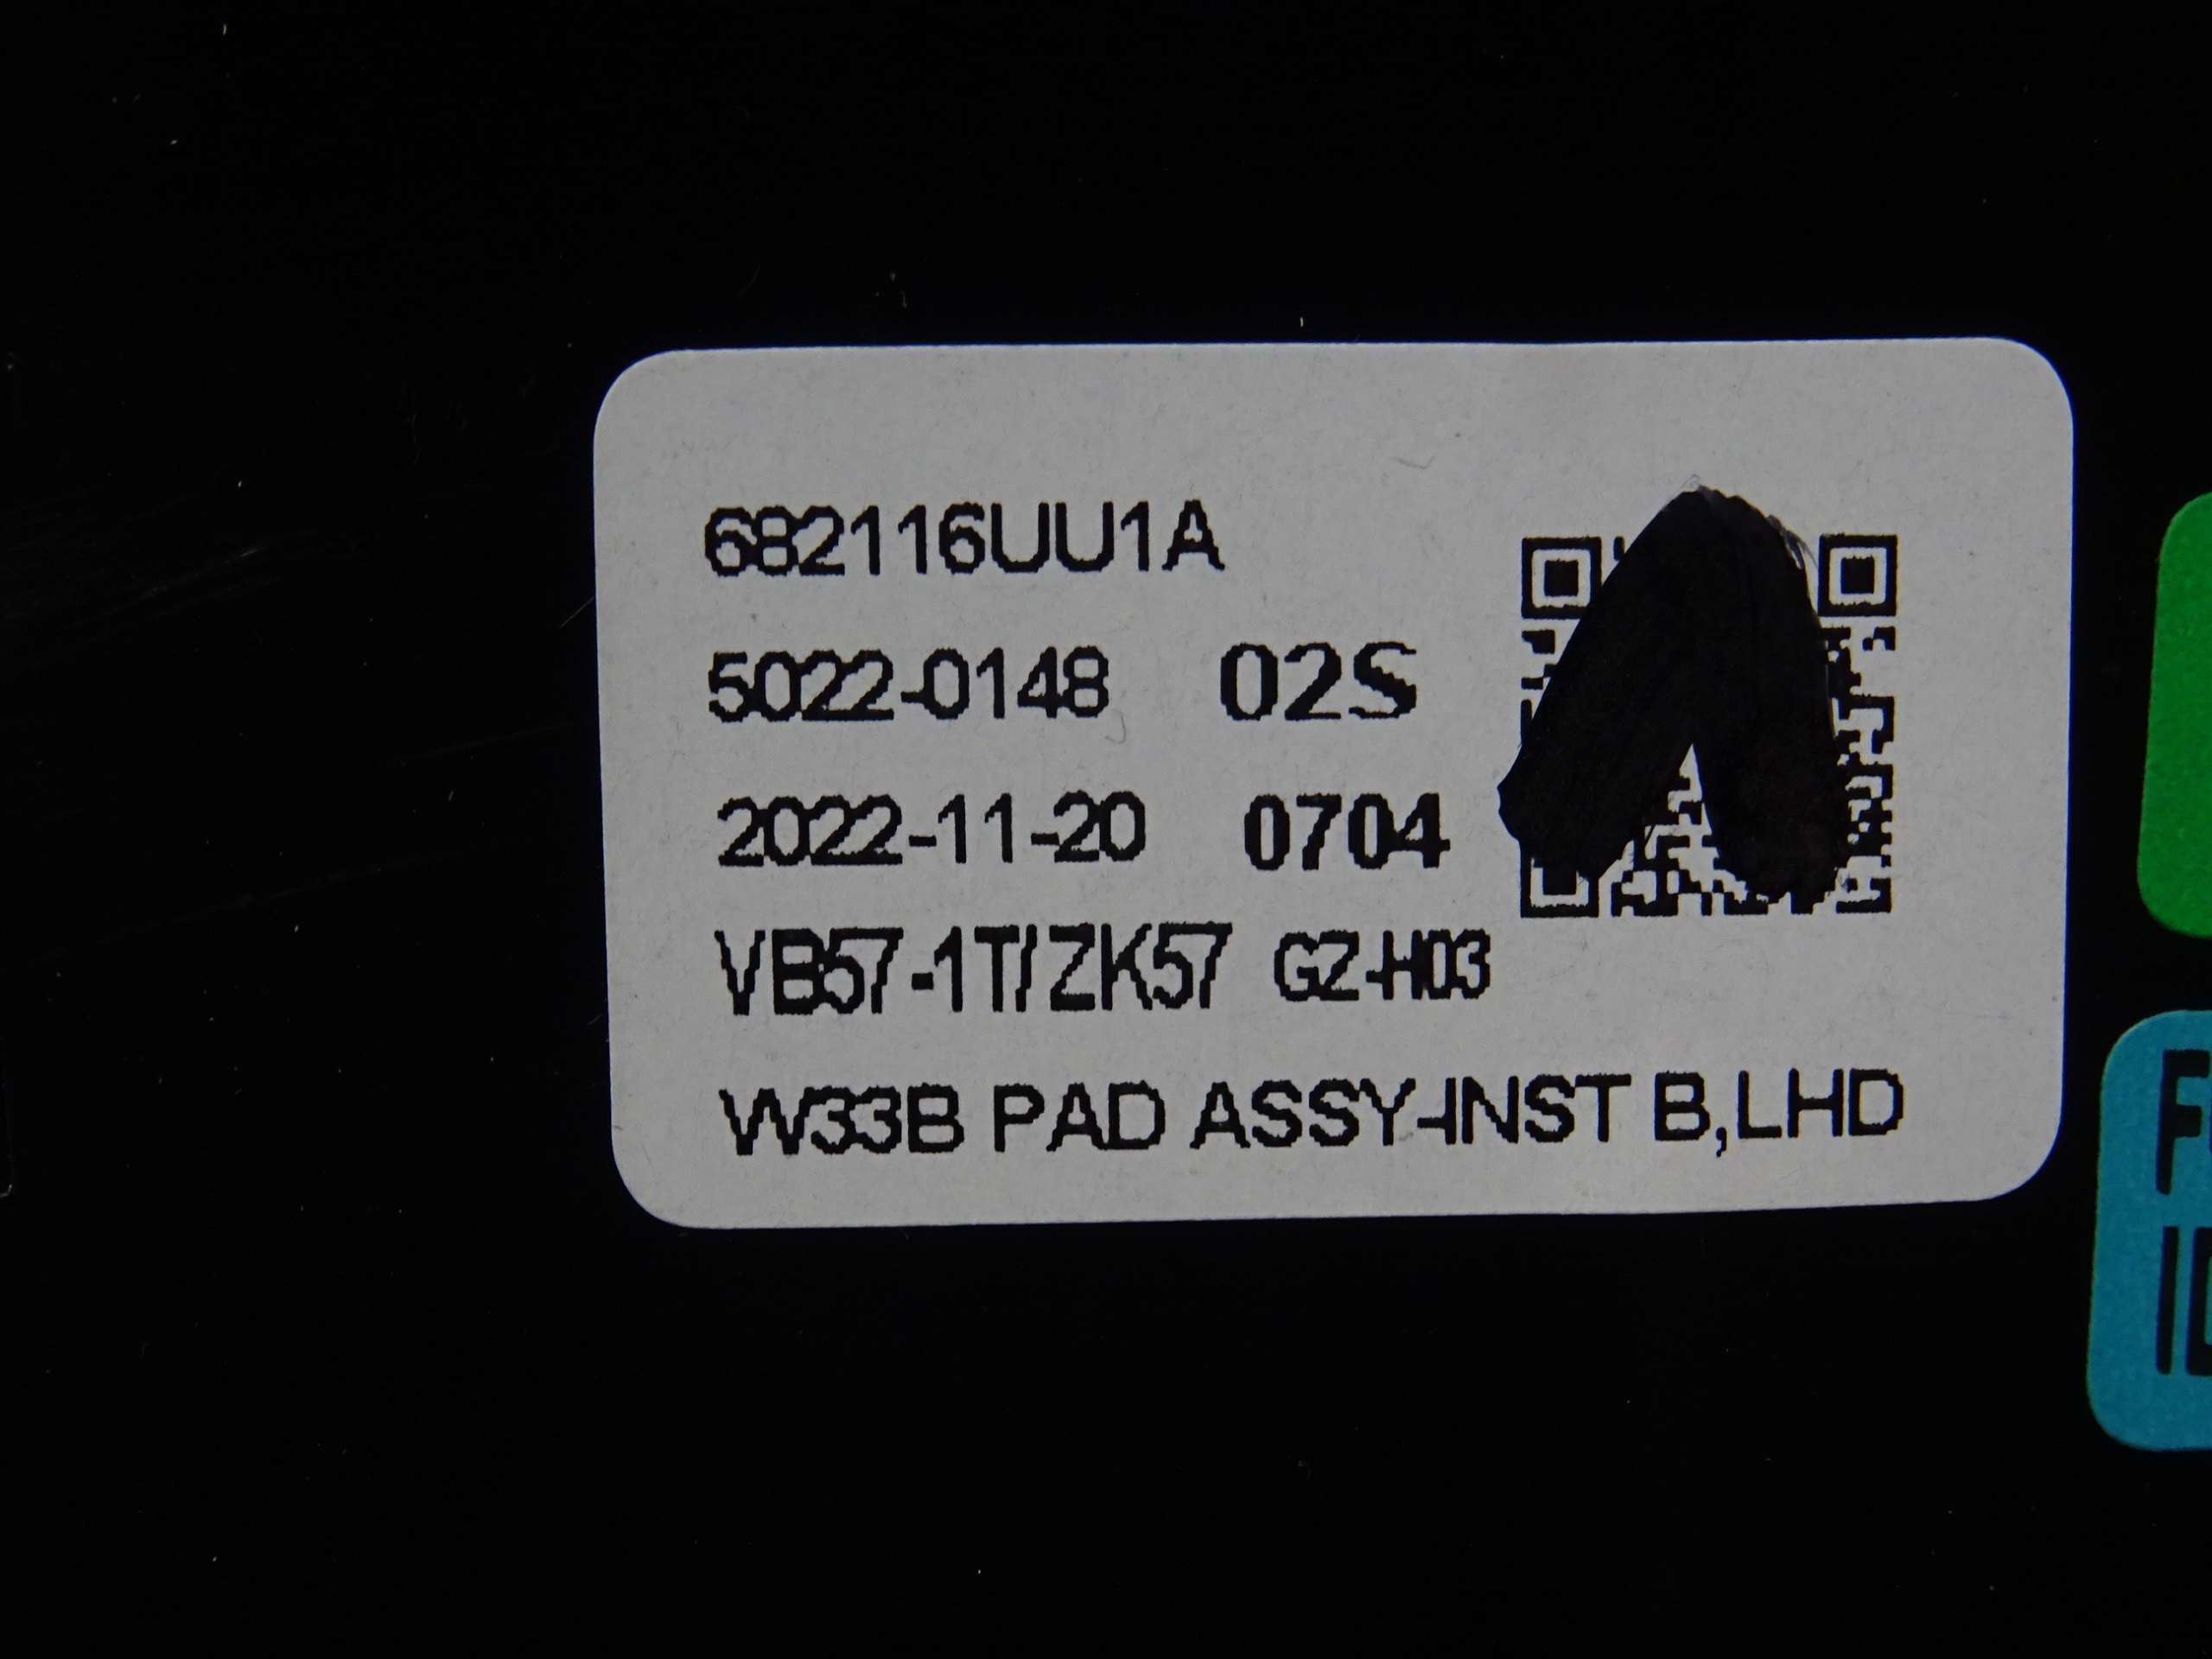 682116UU1A
5022-0148 02S
2022-11-20 0704
VB57-1T/ZK57 GZ-H03
W33B PAD ASSY-INST B,LHD